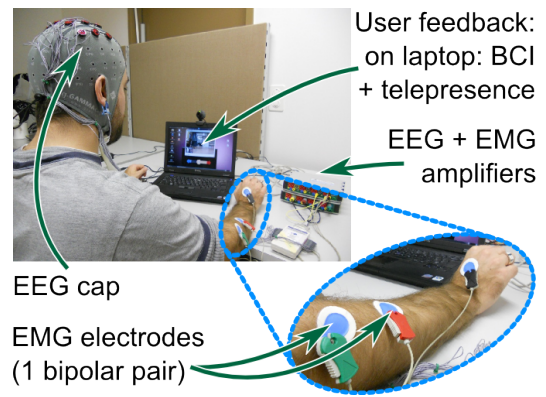 User feedback:
on laptop: BCI
+ telepresence
EEG + EMG
amplifiers
EEG cap
EMG electrodes
(1 bipolar pair)